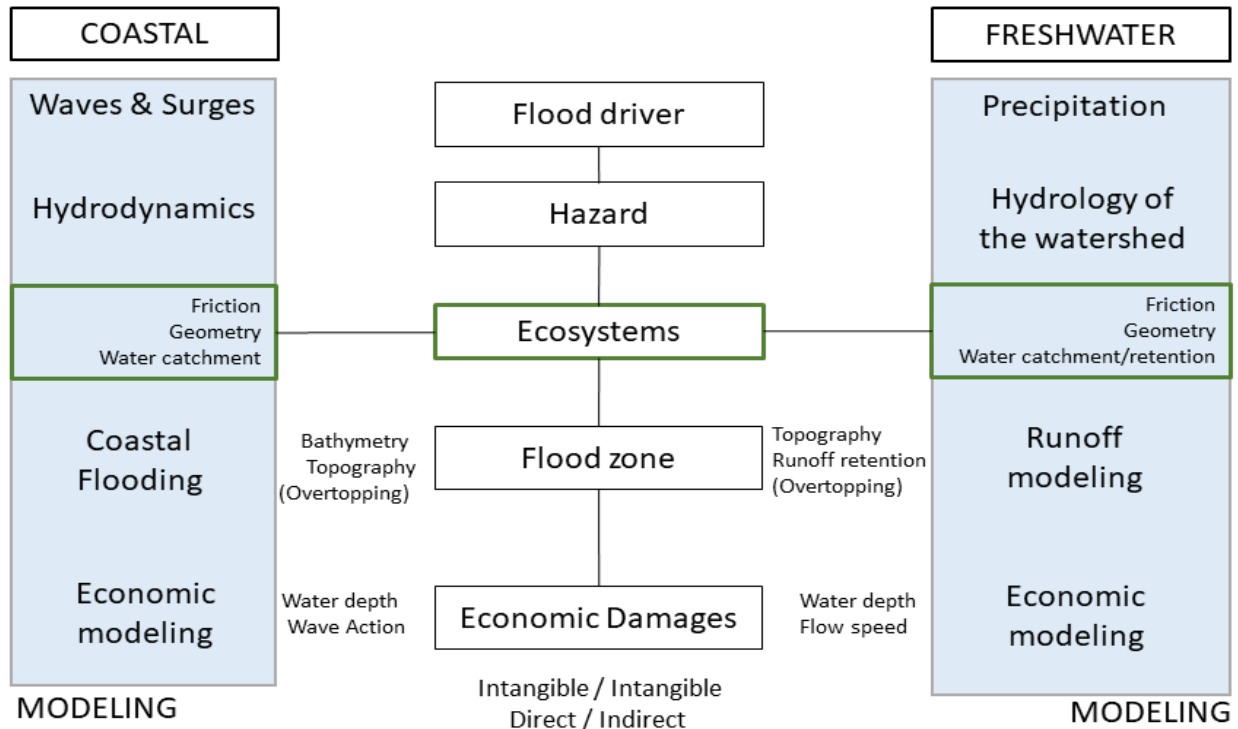 COASTAL
FRESHWATER
Waves & Surges
Flood driver
Precipitation
Hydrodynamics
Hazard
Hydrology of
the watershed
Friction
Geometry
Water catchment
Ecosystems
Friction
Geometry
Water catchment/retention
Coastal
Flooding
Bathymetry
Topography
(Overtopping)
Flood zone
Topography
Runoff retention
(Overtopping)
Runoff
modeling
Economic
modeling
Water depth
Wave Action
Economic Damages
Water depth
Flow speed
Economic
modeling
MODELING
Intangible / Intangible
Direct / Indirect
MODELING